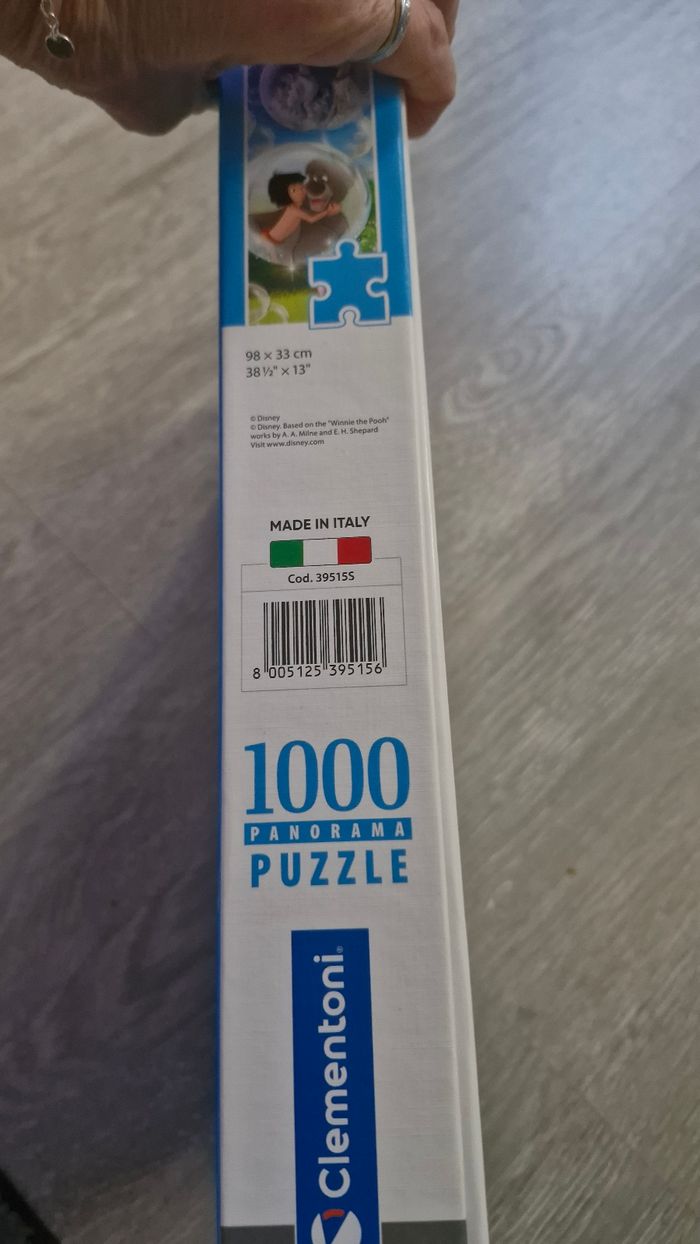 98 × 33 cm
38 ½" × 13"
© Disney
© Disney. Based on the "Winnie the Pooh"
works by A. A. Milne and E. H. Shepard
Visit www.disney.com
MADE IN ITALY
Cod. 39515S
8 005125 395156
1000
PANORAMA
PUZZLE
Clementoni®